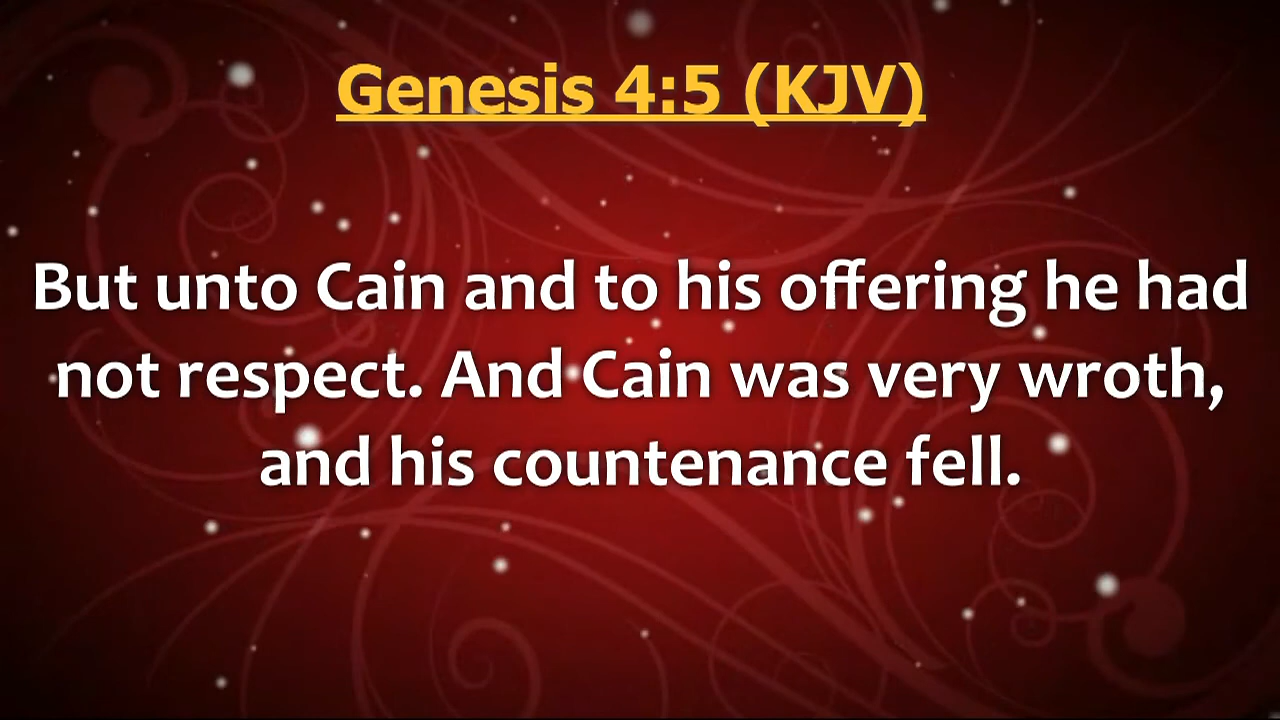 Genesis 4:5 (KJV)
But unto Cain and to his offering he had
not respect. And Cain was very wroth,
and his countenance fell.